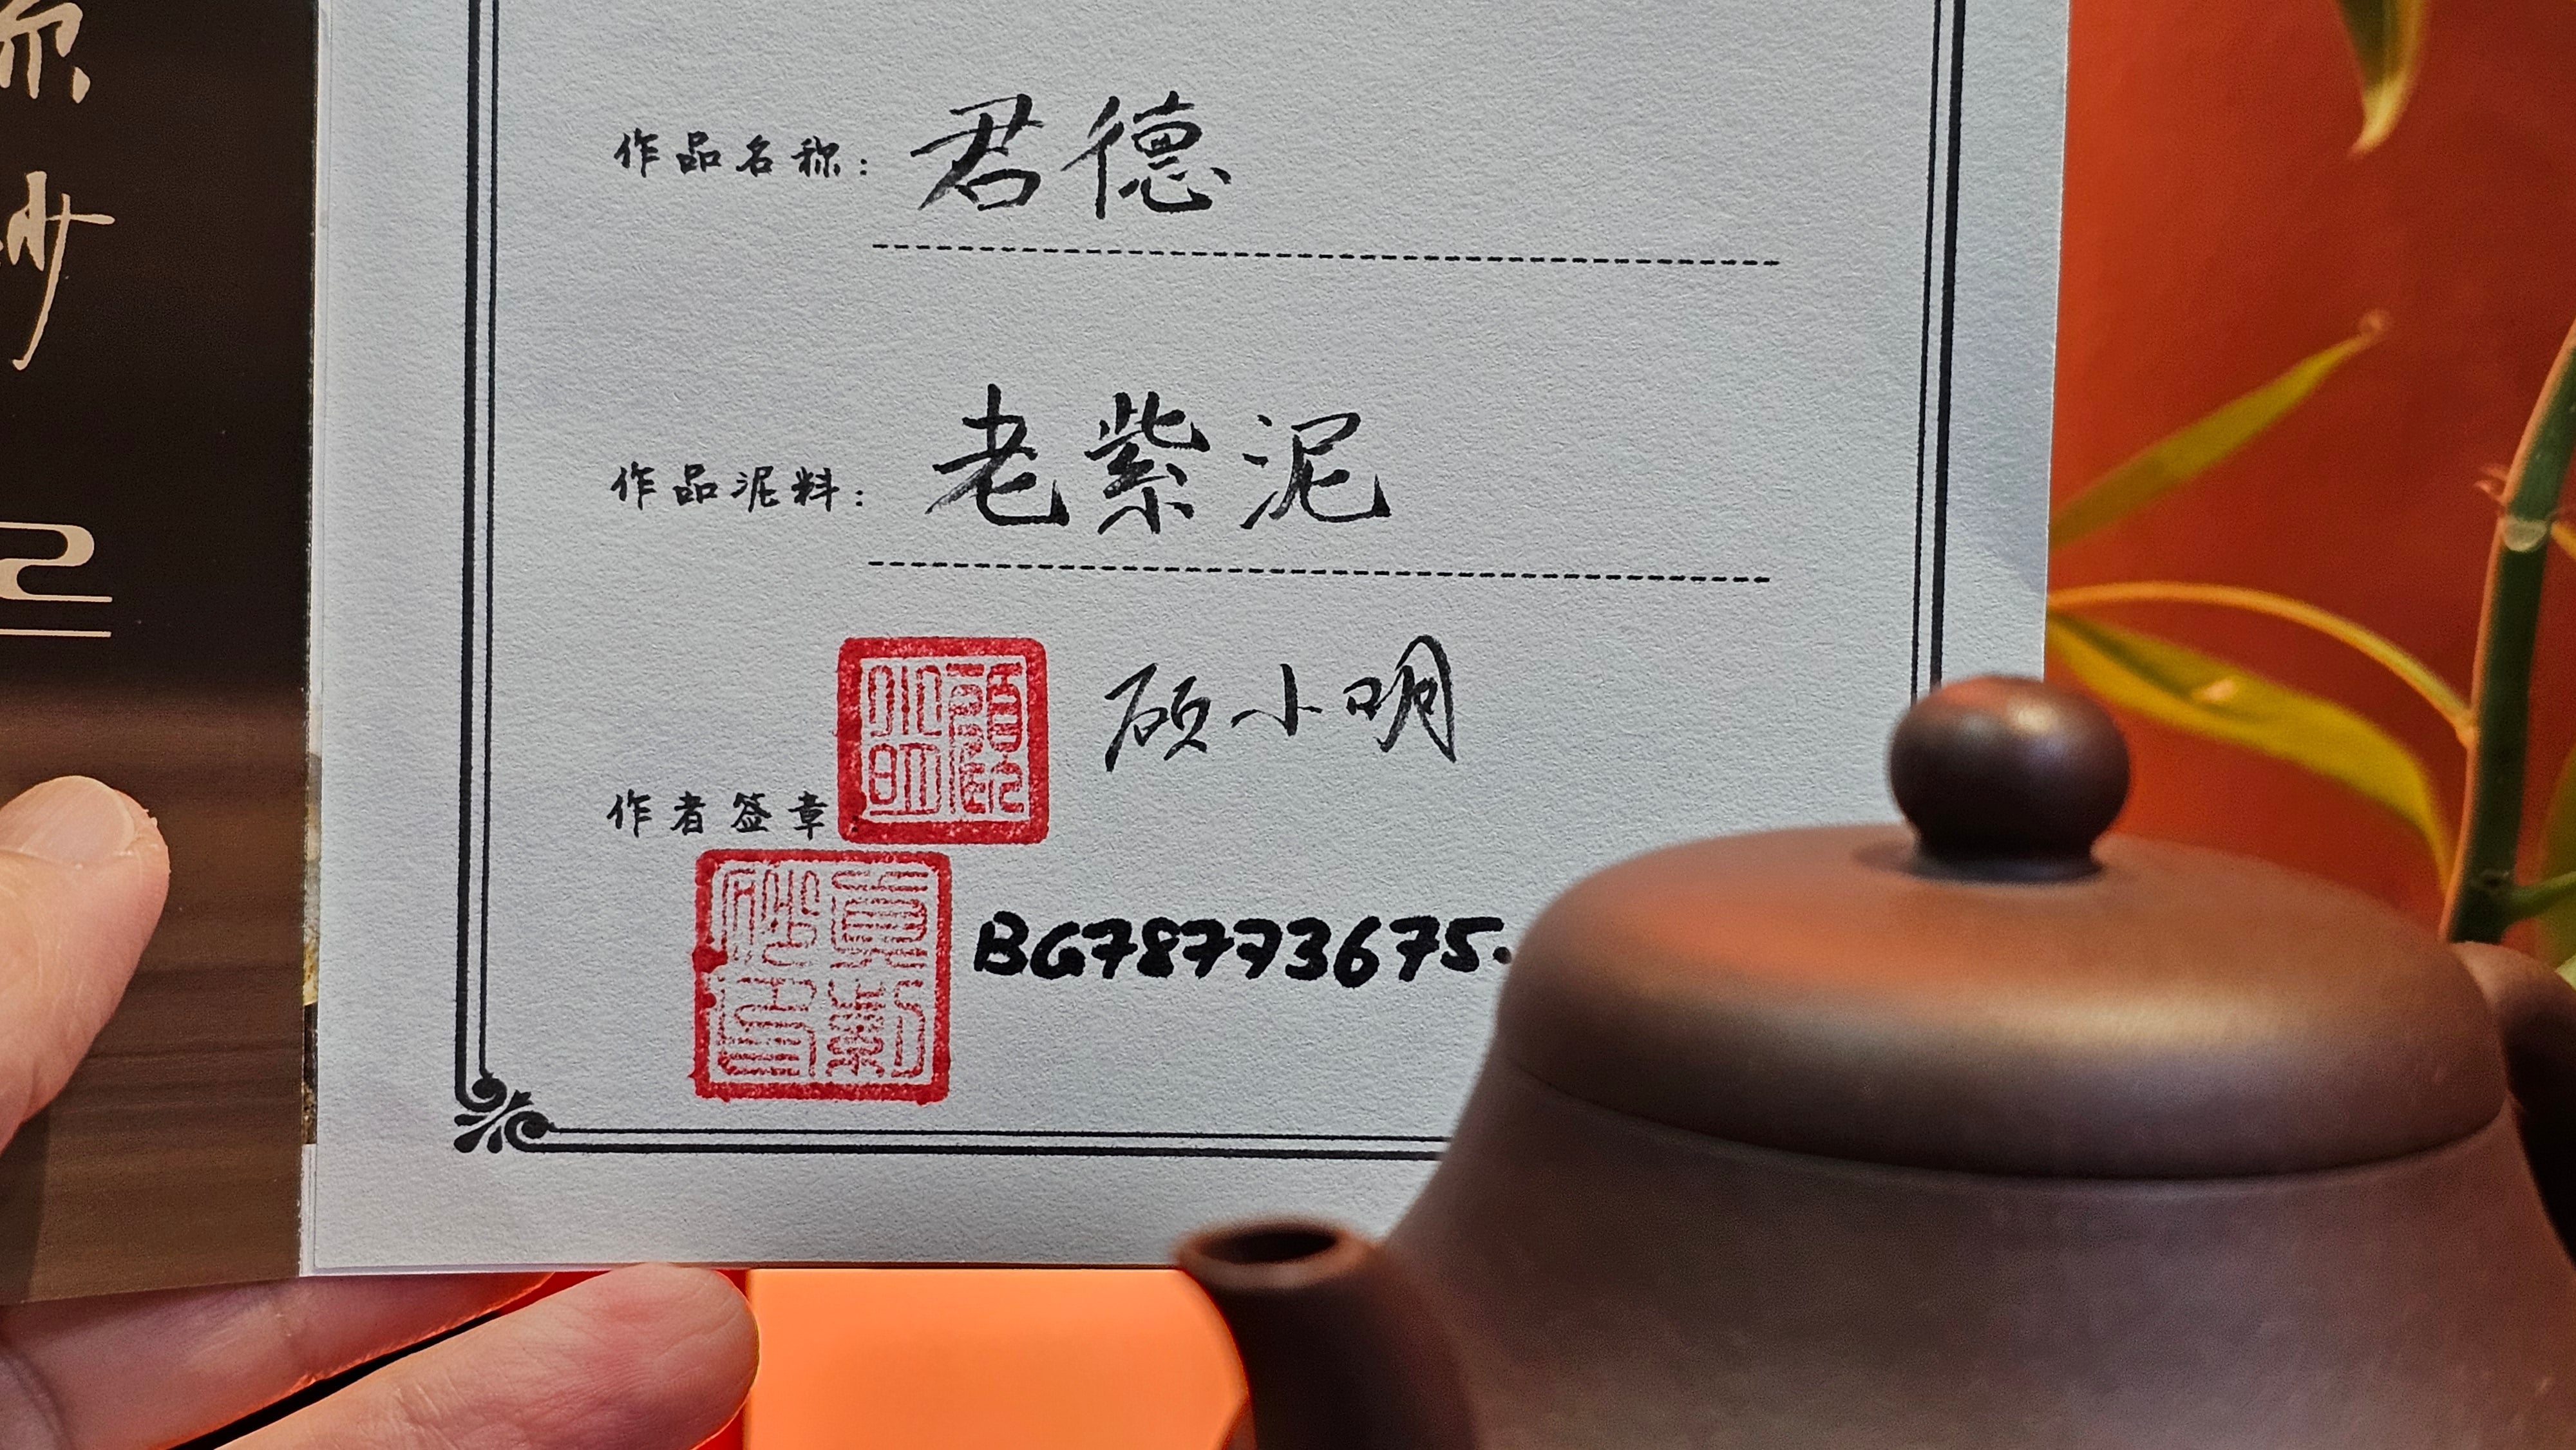 作品名称：君德
作品泥料：老紫泥
顾小明
作者签章：
BG78773675.